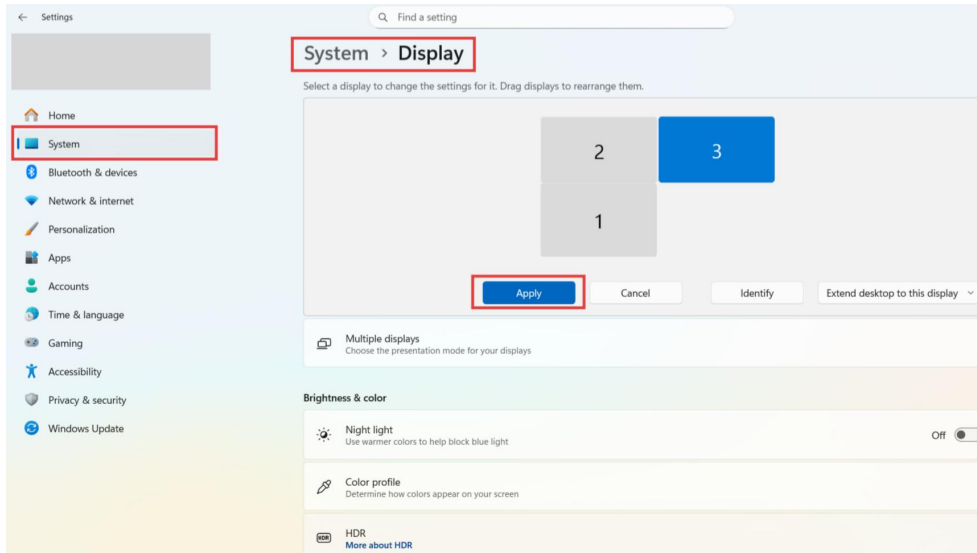 Settings
Find a setting
System > Display
Select a display to change the settings for it. Drag displays to rearrange them.
Home
System
Bluetooth & devices
Network & internet
Personalization
Apps
Accounts
Time & language
Gaming
Accessibility
Privacy & security
Windows Update
2
3
1
Apply
Cancel
Identify
Extend desktop to this display
Multiple displays
Choose the presentation mode for your displays
Brightness & color
Night light
Use warmer colors to help block blue light
Off
Color profile
Determine how colors appear on your screen
HDR
HDR
More about HDR